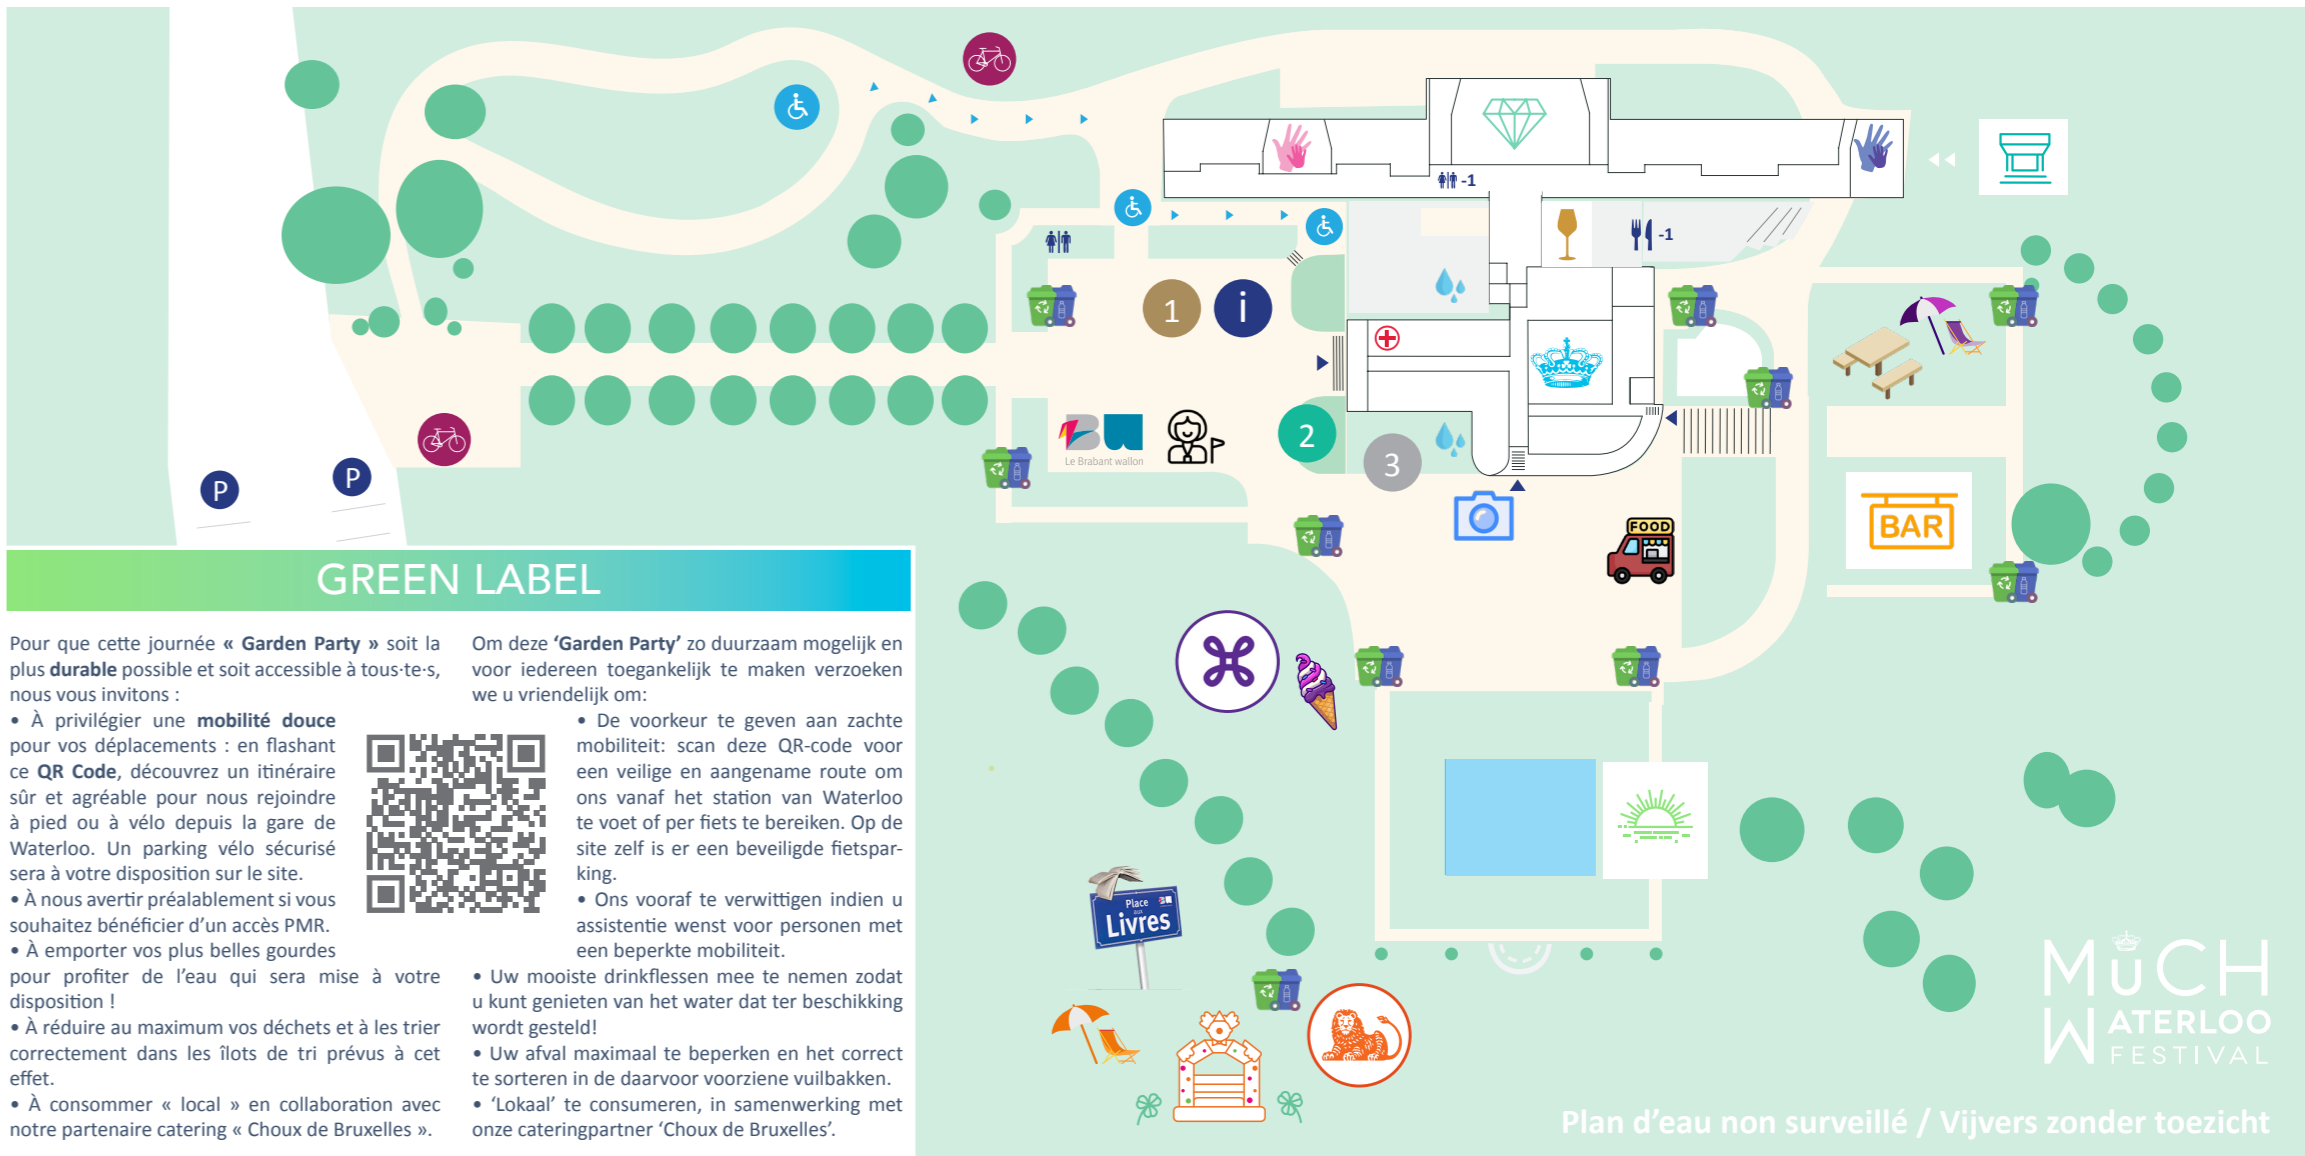 -1
-1
1
i
2
3
Le Brabant wallon
P
P
FOOD
BAR
GREEN LABEL
Pour que cette journée « Garden Party » soit la
plus durable possible et soit accessible à tous·te·s,
nous vous invitons :
• À privilégier une mobilité douce
pour vos déplacements : en flashant
ce QR Code, découvrez un itinéraire
sûr et agréable pour nous rejoindre
à pied ou à vélo depuis la gare de
Waterloo. Un parking vélo sécurisé
sera à votre disposition sur le site.
• À nous avertir préalablement si vous
souhaitez bénéficier d'un accès PMR.
• À emporter vos plus belles gourdes
pour profiter de l'eau qui sera mise à votre
disposition !
• À réduire au maximum vos déchets et à les trier
correctement dans les îlots de tri prévus à cet
effet.
• À consommer « local » en collaboration avec
notre partenaire catering « Choux de Bruxelles ».
Om deze 'Garden Party' zo duurzaam mogelijk en
voor iedereen toegankelijk te maken verzoeken
we u vriendelijk om:
• De voorkeur te geven aan zachte
mobiliteit: scan deze QR-code voor
een veilige en aangename route om
ons vanaf het station van Waterloo
te voet of per fiets te bereiken. Op de
site zelf is er een beveiligde fietspar-
king.
• Ons vooraf te verwittigen indien u
assistentie wenst voor personen met
een beperkte mobiliteit.
• Uw mooiste drinkflessen mee te nemen zodat
u kunt genieten van het water dat ter beschikking
wordt gesteld!
• Uw afval maximaal te beperken en het correct
te sorteren in de daarvoor voorziene vuilbakken.
• 'Lokaal' te consumeren, in samenwerking met
onze cateringpartner 'Choux de Bruxelles'.
Place
aux
Livres
MuCH
WATERLOO
FESTIVAL
Plan d'eau non surveillé / Vijvers zonder toezicht